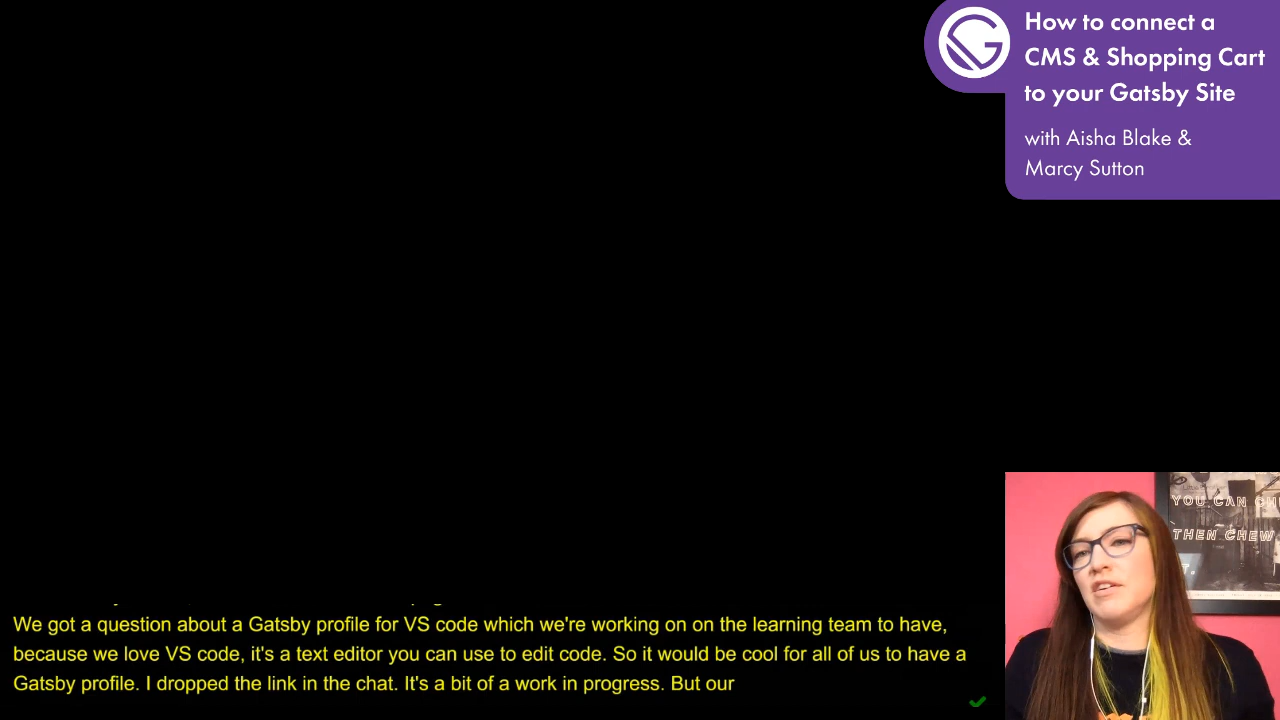 How to connect a
CMS & Shopping Cart
to your Gatsby Site
with Aisha Blake &
Marcy Sutton
YOU CAN
THEN CHEW
We got a question about a Gatsby profile for VS code which we're working on on the learning team to have,
because we love VS code, it's a text editor you can use to edit code. So it would be cool for all of us to have a
Gatsby profile. I dropped the link in the chat. It's a bit of a work in progress. But our